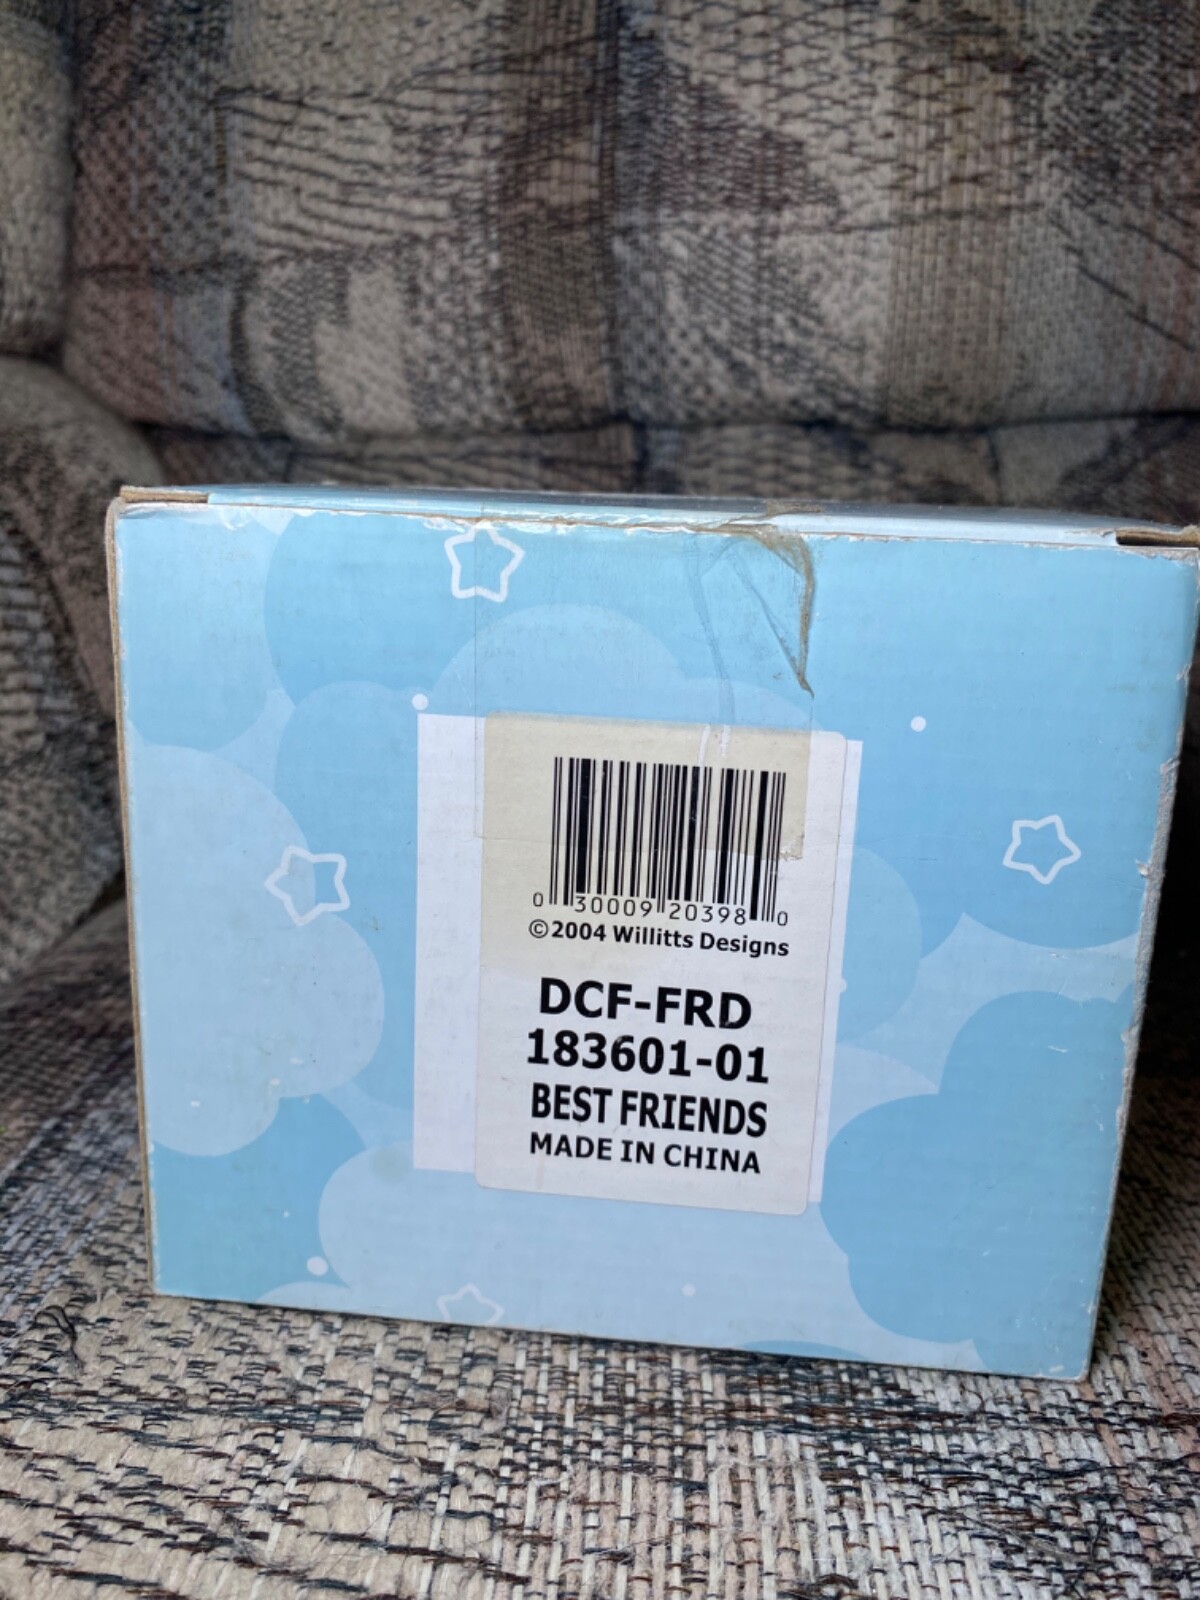 0 30009 20398 0
©2004 Willitts Designs
DCF-FRD
183601-01
BEST FRIENDS
MADE IN CHINA